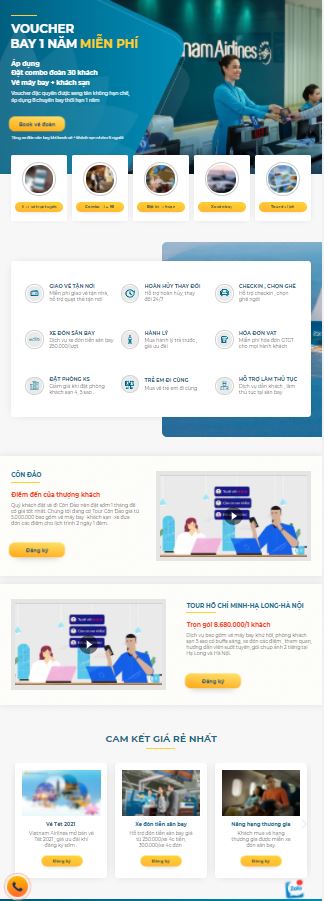 VOUCHER
BAY 1 NĂM MIỄN PHÍ
Áp dụng
Đặt combo đoàn 30 khách
Vé máy bay + khách sạn
Voucher đặc quyền được sang tên không hạn chế,
áp dụng 8 chuyến bay thời hạn 1 năm
Book vé đoàn
nam Airlines
GIAO VÉ TẬN NƠI
Miễn phí giao vé tận nhà,
hỗ trợ quát thẻ tận nơi
HOÀN HỦY THAY ĐỔI
Hỗ trợ hoàn hủy, thay
đổi 24/7
CHECKIN , CHỌN GHẾ
Hỗ trợ checkin , chọn
ghế ngồi
XE ĐÓN SÂN BAY
Dịch vụ xe đón tiễn sân bay
250.000/lượt
HÀNH LÝ
Mua hành lý trả trước ,
giá ưu đãi
HÓA ĐƠN VAT
Miễn phí hóa đơn GTGT
cho mọi hành khách
ĐẶT PHÒNG KS
Giảm giá khi đặt phòng
khách sạn 4 ,5 sao
TRẺ EM ĐI CÙNG
Mua vé trẻ em đi cùng
HỖ TRỢ LÀM THỦ TỤC
Dịch vụ dẫn khách , làm
thủ tục tại sân bay
CÔN ĐẢO
Điểm đến của thượng khách
Quý khách đặt vé đi Côn Đảo nên đặt sớm 1 tháng để
có giá tốt nhất. Chúng tôi đang có Tour Côn Đảo giá từ
5.000.000 bao gồm vé máy bay , khách sạn , xe đưa
đón các điểm cho lịch trình 2 ngày 1 đêm.
Đăng ký
TOUR HỒ CHÍ MINH-HẠ LONG-HÀ NỘI
Trọn gói 8.680.000/1 khách
Dịch vụ bao gồm vé máy bay khứ hồi, phòng khách
sạn 5 sao có buffe sáng, xe đón các điểm , tham quan,
hướng dẫn viên suốt tuyến, gói chụp ảnh 2 tiếng tại
Hạ Long và Hà Nội.
Đăng ký
CAM KẾT GIÁ RẺ NHẤT
Vé Tết 2021
Vietnam Airlines mở bán vé
Tết 2021 , giá ưu đãi khi
đăng ký sớm .
Đăng ký
Xe đón tiễn sân bay
Hỗ trợ đón tiễn sân bay giá
từ 250.000/xe 4c tiễn ,
300.000/xe 4c đón
Đăng ký
Nâng hạng thương gia
Khách mua vé hạng
thương gia được miễn xe
đón sân bay.
Đăng ký
Zalo